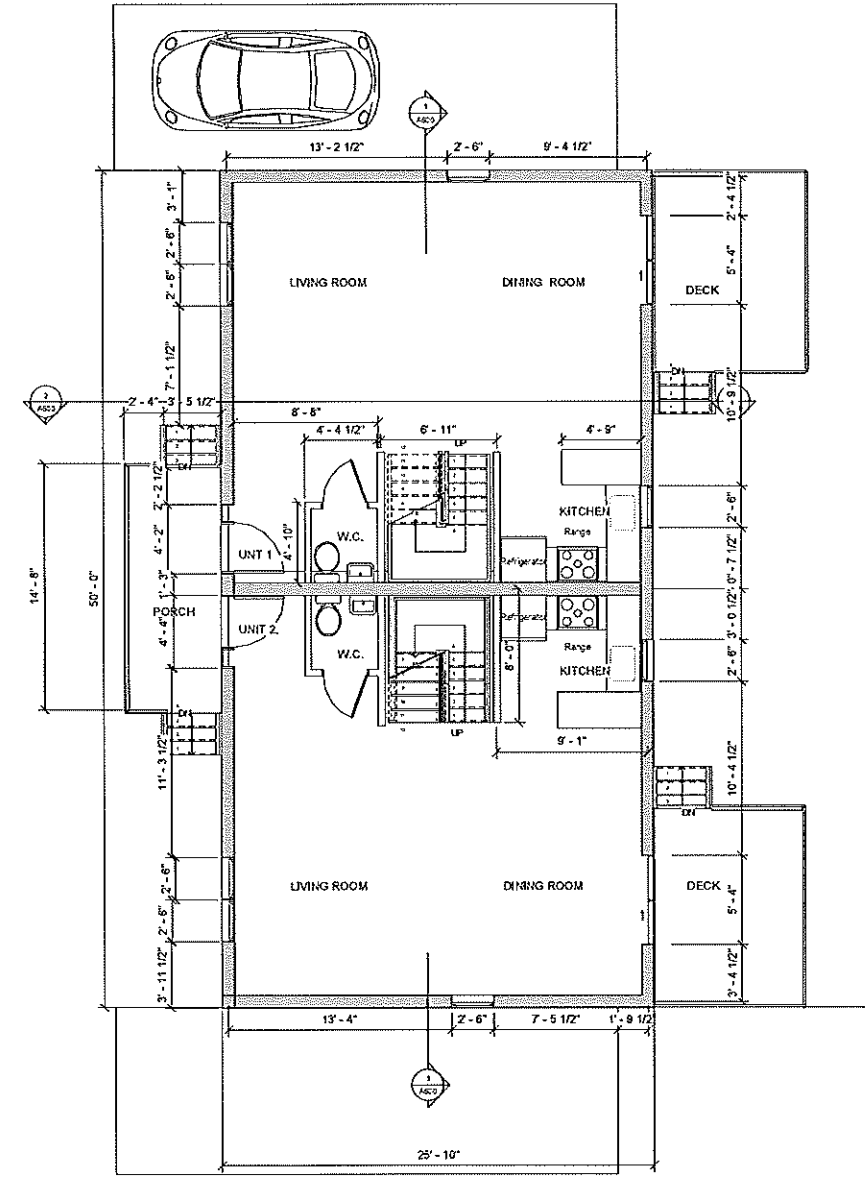 1
A500
13' - 2 1/2"
2' - 6"
9' - 4 1/2"
3' - 1"
2' - 6"
2' - 6"
7' - 1 1/2"
2' - 4 1/2"
5' - 4"
LIVING ROOM
DINING ROOM
1
DECK
DN
10' - 9 1/2"
2
A500
2' - 4"
3' - 5 1/2"
8' - 8"
4' - 4 1/2"
6' - 11"
UP
4' - 9"
DN
2' - 2 1/2"
4' - 2"
1' - 3"
4' - 10"
W.C.
UNIT 1
KITCHEN
Range
Refrigerator
2' - 6"
14' - 8"
50' - 0"
PORCH
4' - 4"
UNIT 2
W.C.
Refrigerator
Range
KITCHEN
8' - 0"
3' - 0 1/2"
2' - 6"
DN
UP
9' - 1"
11' - 3 1/2"
10' - 4 1/2"
DN
2' - 6"
2' - 6"
3' - 11 1/2"
LIVING ROOM
DINING ROOM
1
DECK
5' - 4"
3' - 4 1/2"
13' - 4"
2' - 6"
7' - 5 1/2"
1' - 9 1/2
25' - 10"